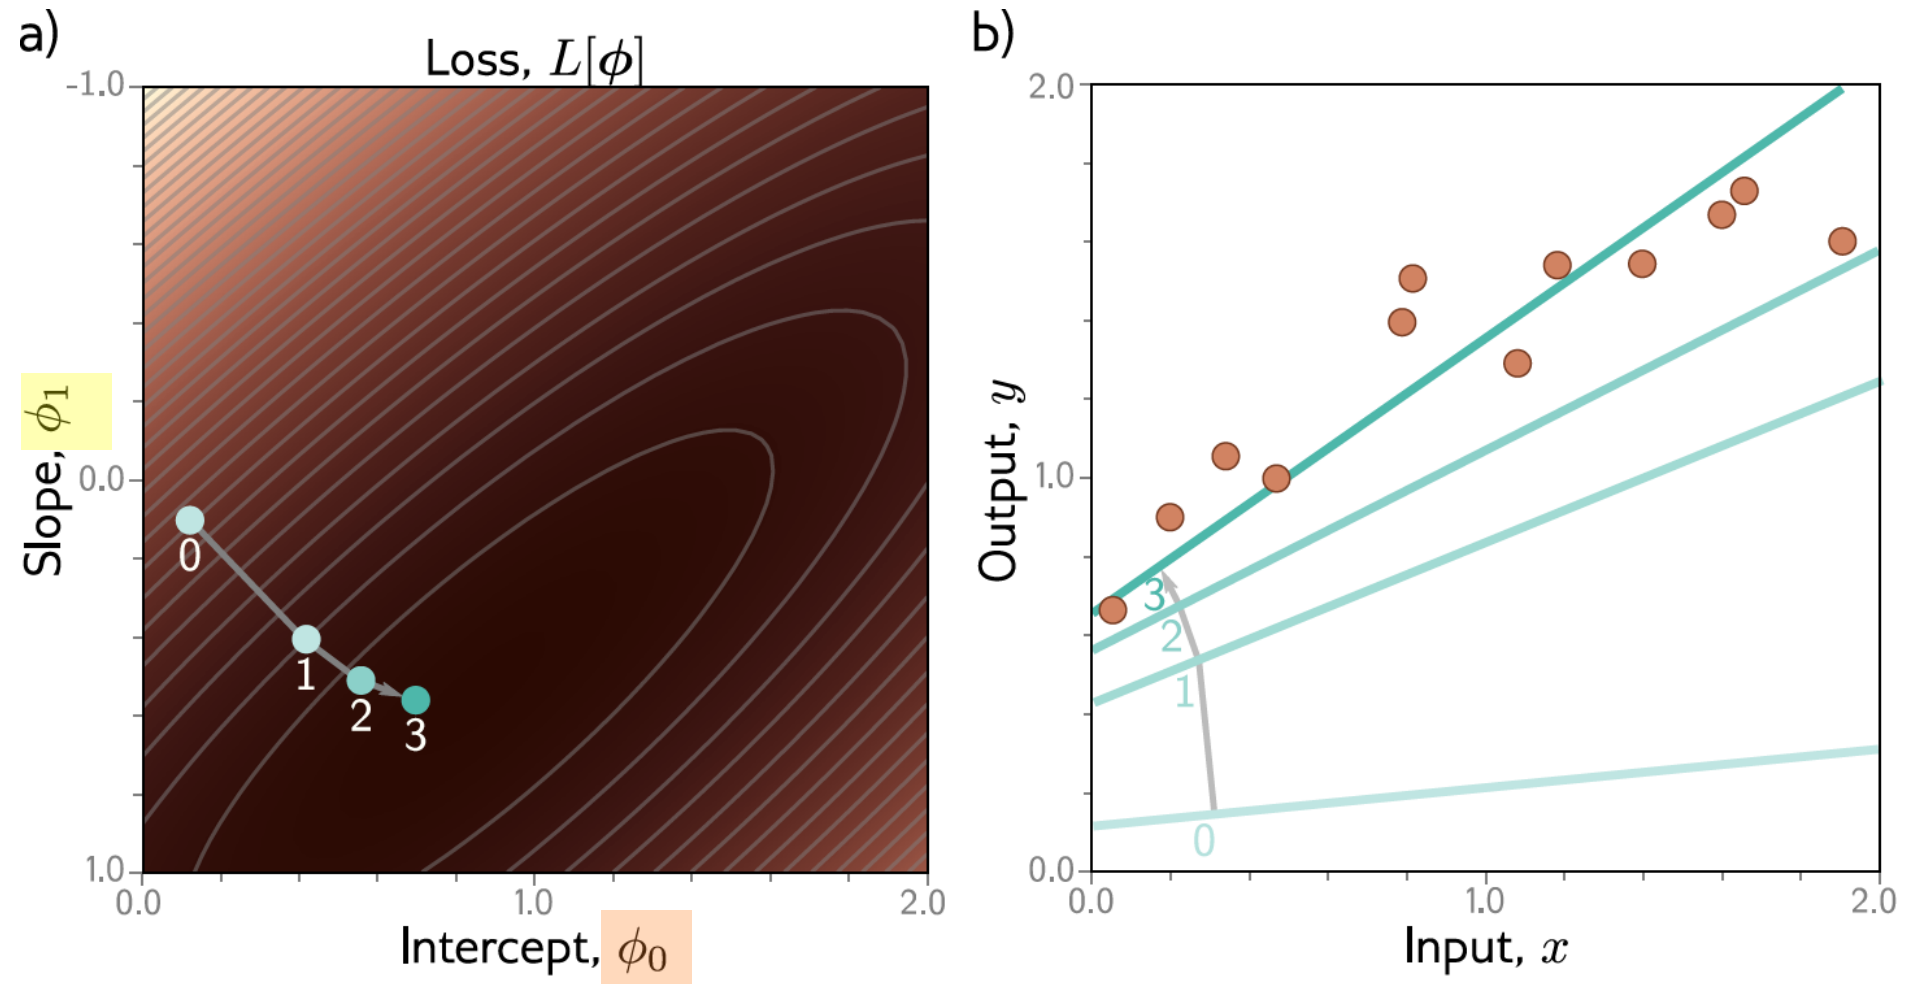 a)
Loss, L[ϕ]
-1.0
0.0
1.0
Slope, ϕ₁
0
1
2
3
0.0
1.0
2.0
Intercept, ϕ₀
b)
2.0
1.0
0.0
Output, y
3
2
1
0
0.0
1.0
2.0
Input, x